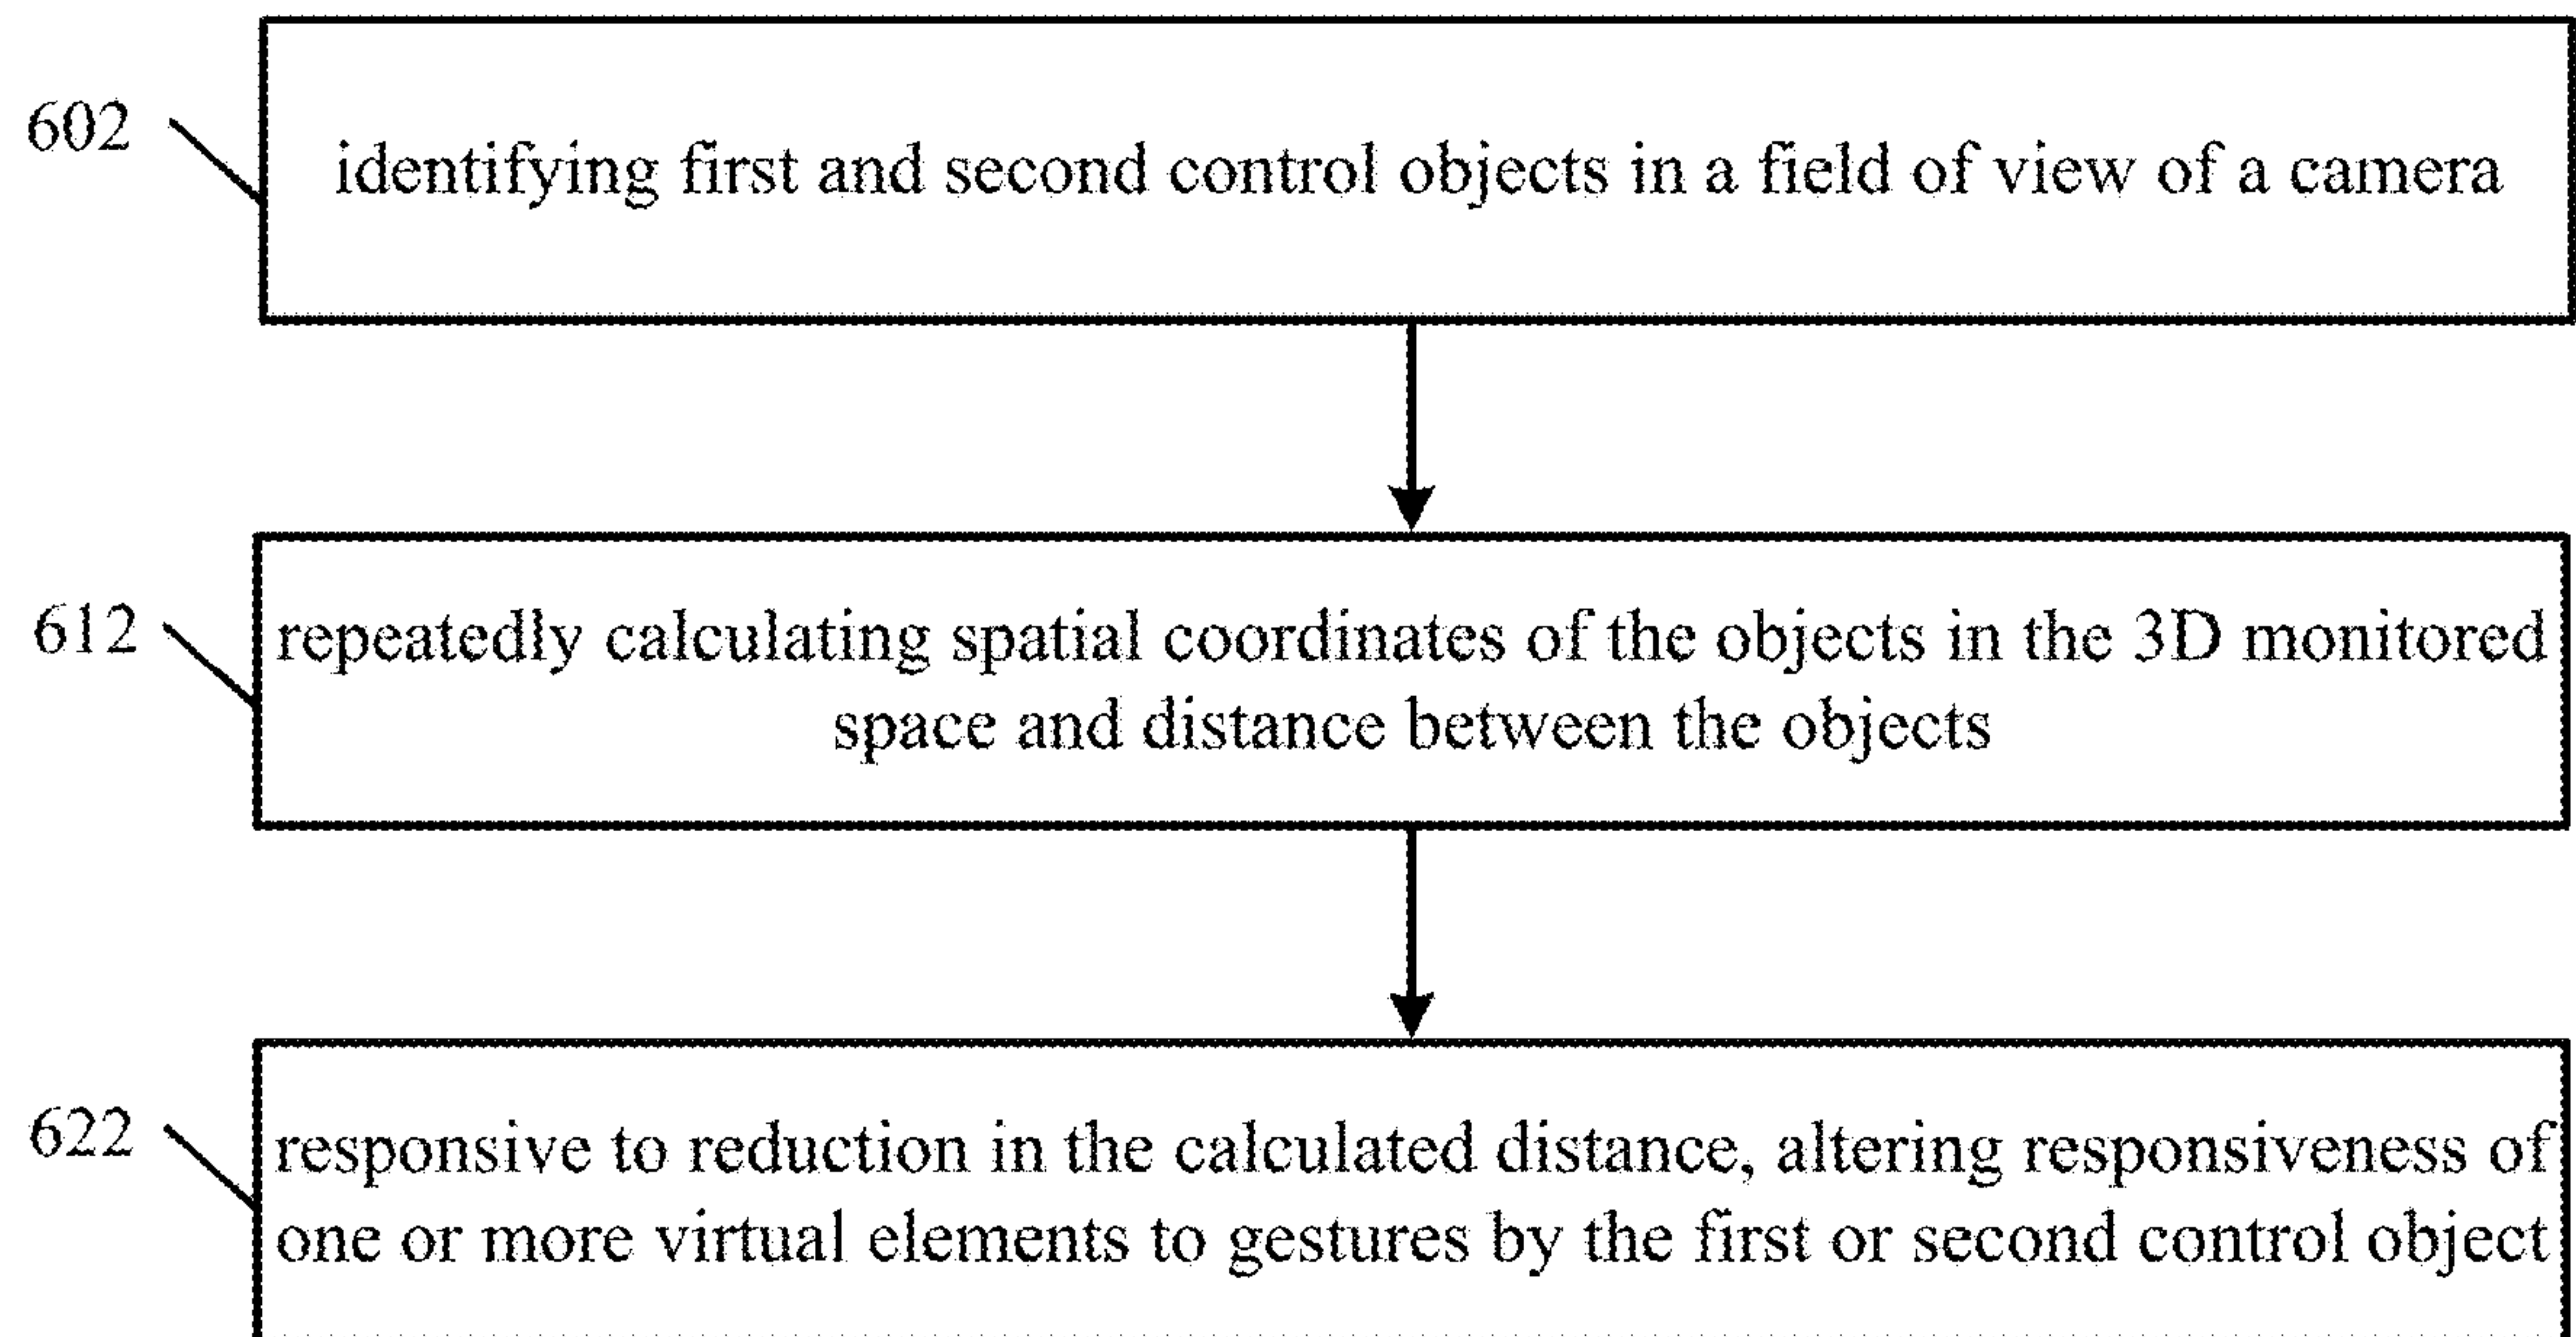 602
identifying first and second control objects in a field of view of a camera
612
repeatedly calculating spatial coordinates of the objects in the 3D monitored
space and distance between the objects
622
responsive to reduction in the calculated distance, altering responsiveness of
one or more virtual elements to gestures by the first or second control object